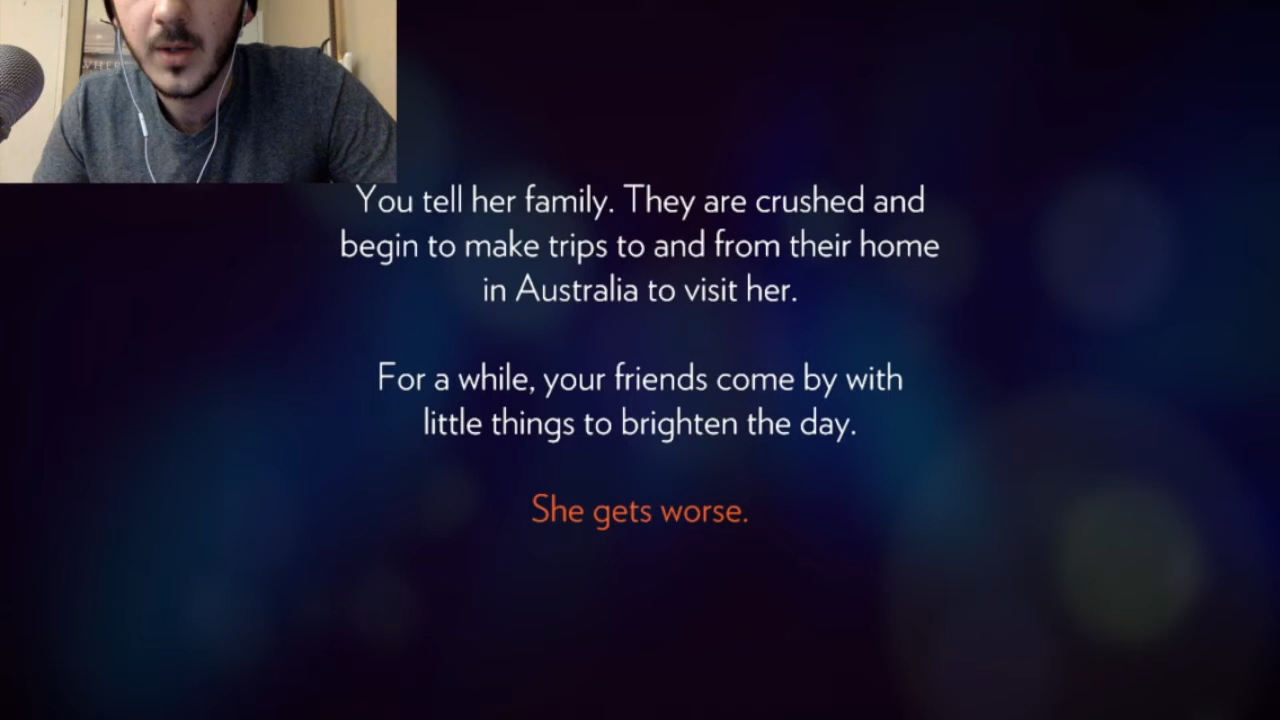 You tell her family. They are crushed and
begin to make trips to and from their home
in Australia to visit her.
For a while, your friends come by with
little things to brighten the day.
She gets worse.